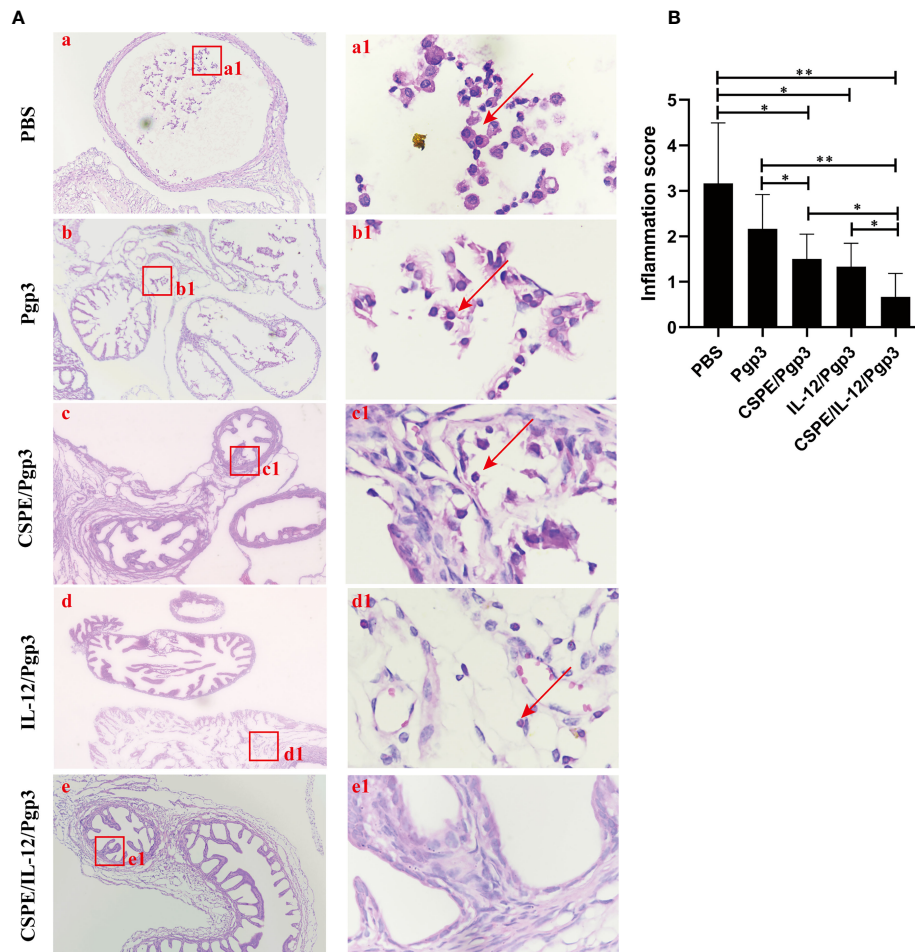 A
PBS
a
a1
a1
Pgp3
b
b1
b1
CSPE/Pgp3
c
c1
c1
IL-12/Pgp3
d
d1
d1
CSPE/IL-12/Pgp3
e
e1
e1
B
**
*
*
**
*
*
*
Inflammation score
5
4
3
2
1
0
PBS
Pgp3
CSPE/Pgp3
IL-12/Pgp3
CSPE/IL-12/Pgp3